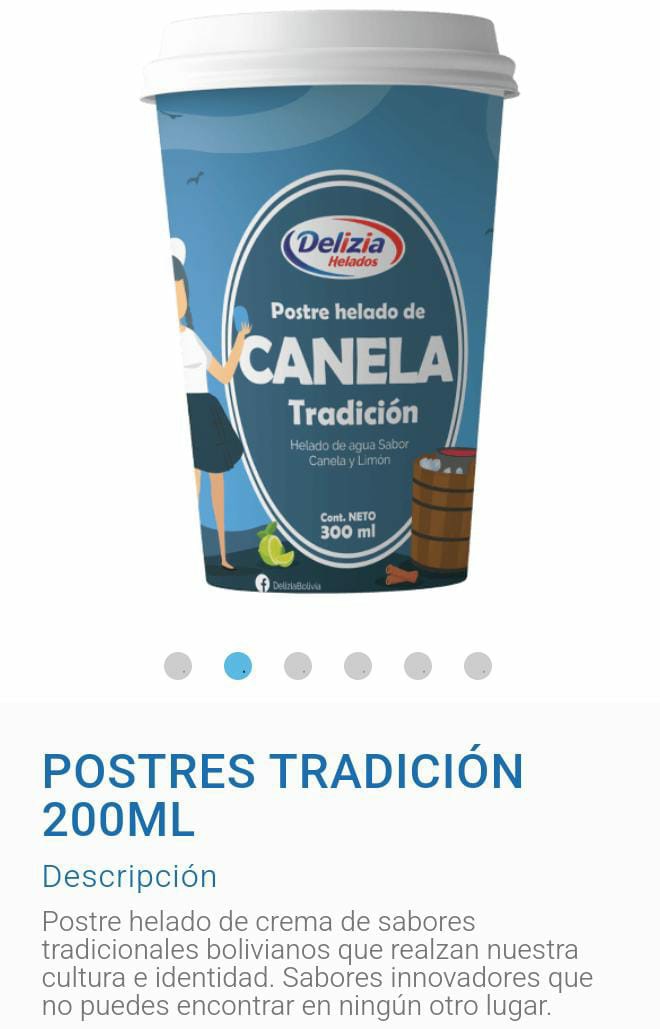 Delizia
Helados
Postre helado de
CANELA
Tradición
Helado de agua Sabor
Canela y Limón
Cont. NETO
300 ml
f DeliziaBolivia
POSTRES TRADICIÓN
200ML
Descripción
Postre helado de crema de sabores
tradicionales bolivianos que realzan nuestra
cultura e identidad. Sabores innovadores que
no puedes encontrar en ningún otro lugar.